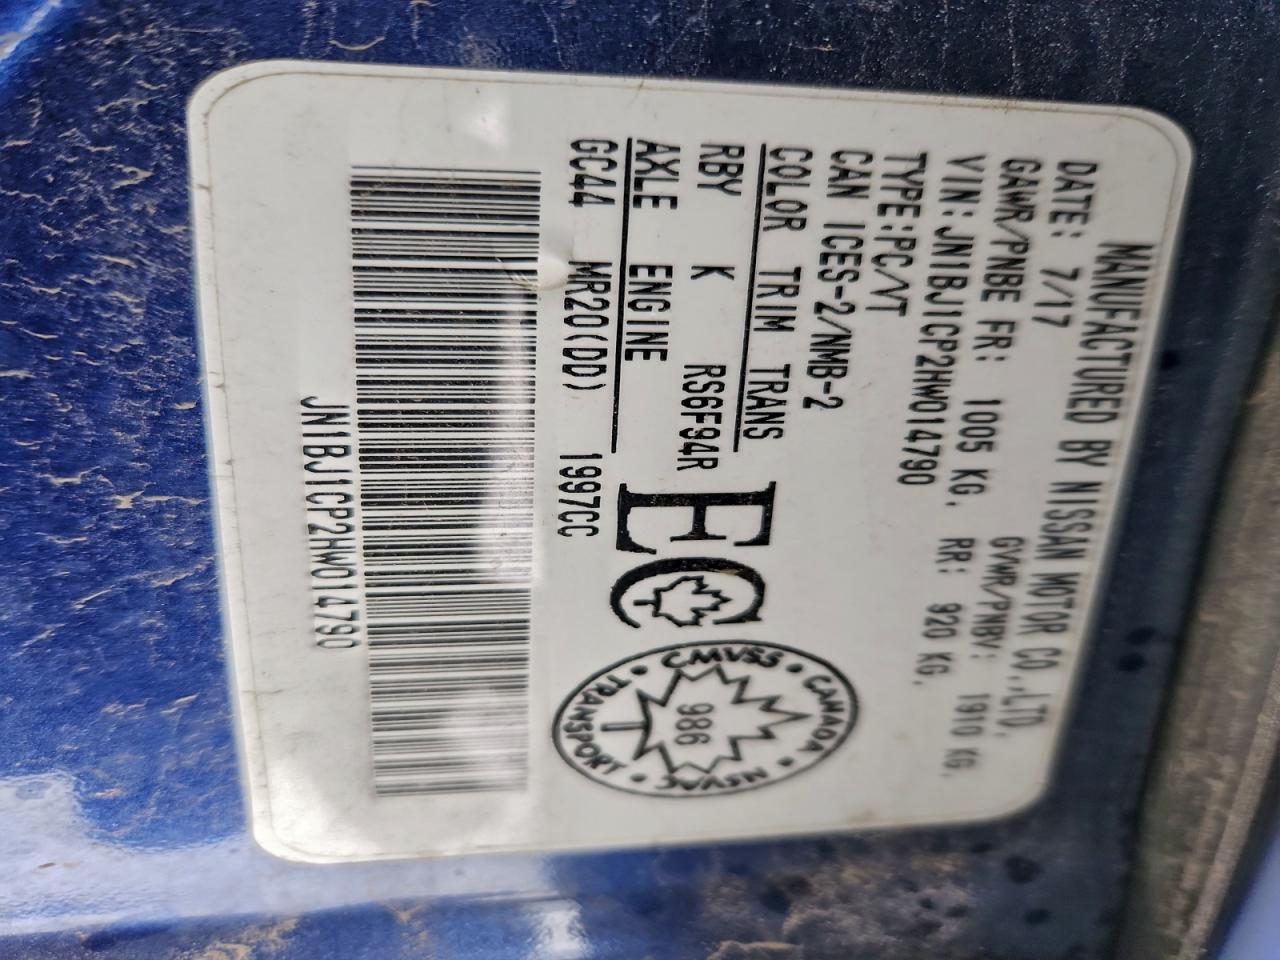 MANUFACTURED BY NISSAN MOTOR CO.,LTD.
DATE: 7/17 GVWR/PNBV: 1910 KG,
GAWR/PNBE FR: 1005 KG, RR: 920 KG,
VIN:JN1BJ1CP2HW014790
TYPE:PC/VT
CAN ICES-2/NMB-2
COLOR TRIM TRANS
RBY K RS6F94R
AXLE ENGINE
GC44 MR20(DD) 1997CC
EC
CMVSS • CANADA • NSVAC • TRANSPORT •
986
JN1BJ1CP2HW014790